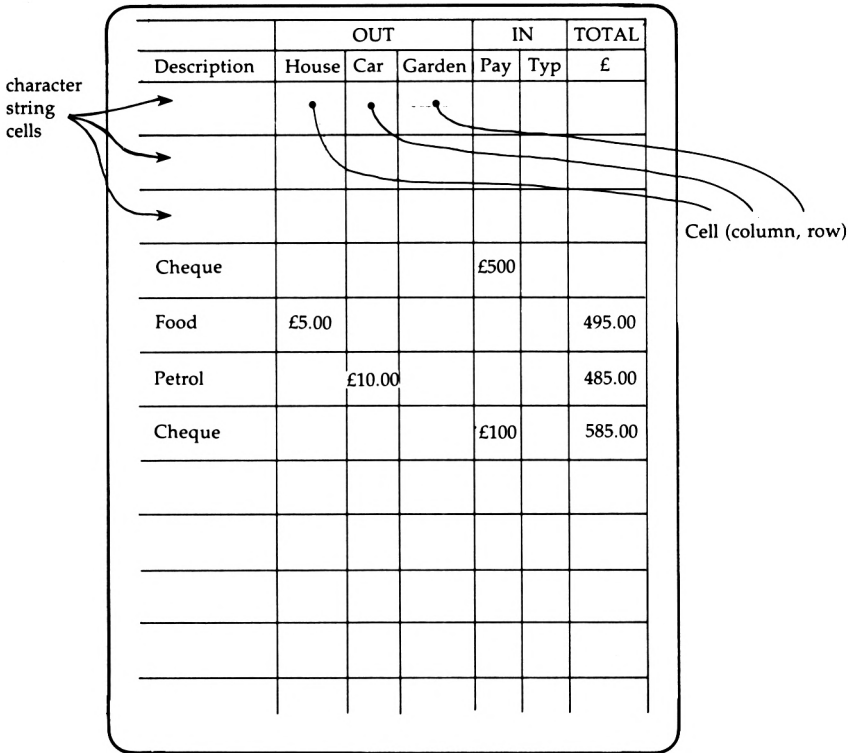 OUT IN TOTAL
Description House Car Garden Pay Typ £
character
string
cells
Cell (column, row)
Cheque £500
Food £5.00 495.00
Petrol £10.00 485.00
Cheque £100 585.00